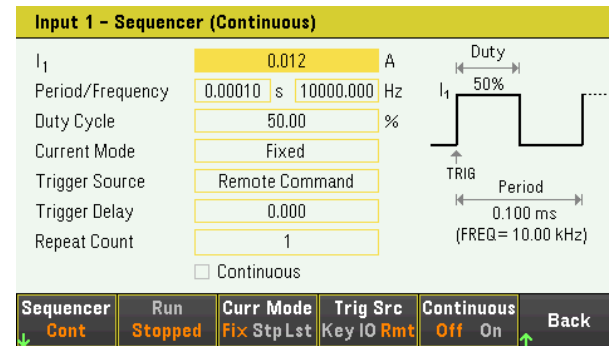 Input 1 – Sequencer (Continuous)
I1 0.012 A
Period/Frequency 0.00010 s 10000.000 Hz
Duty Cycle 50.00 %
Current Mode Fixed
Trigger Source Remote Command
Trigger Delay 0.000
Repeat Count 1
Continuous
Duty
I1 50%
TRIG
Period
0.100 ms
(FREQ= 10.00 kHz)
Sequencer Run Curr Mode Trig Src Continuous Back
Cont Stopped Fix Stp Lst Key IO Rmt Off On